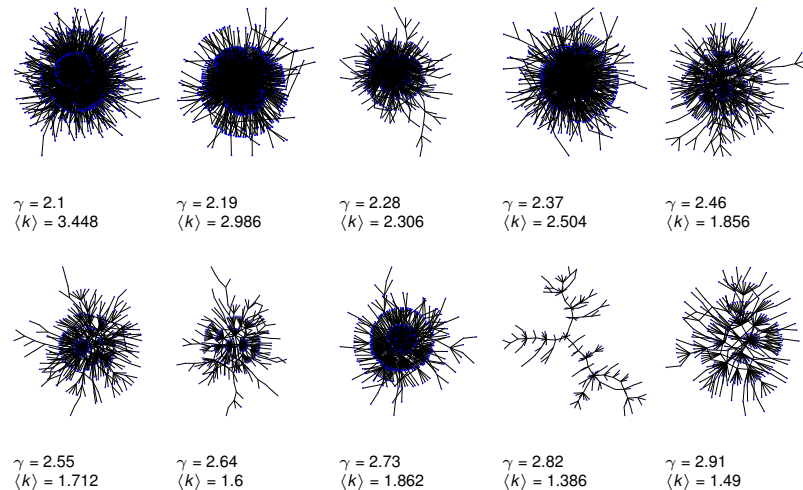 γ = 2.1
⟨k⟩ = 3.448
γ = 2.19
⟨k⟩ = 2.986
γ = 2.28
⟨k⟩ = 2.306
γ = 2.37
⟨k⟩ = 2.504
γ = 2.46
⟨k⟩ = 1.856
γ = 2.55
⟨k⟩ = 1.712
γ = 2.64
⟨k⟩ = 1.6
γ = 2.73
⟨k⟩ = 1.862
γ = 2.82
⟨k⟩ = 1.386
γ = 2.91
⟨k⟩ = 1.49